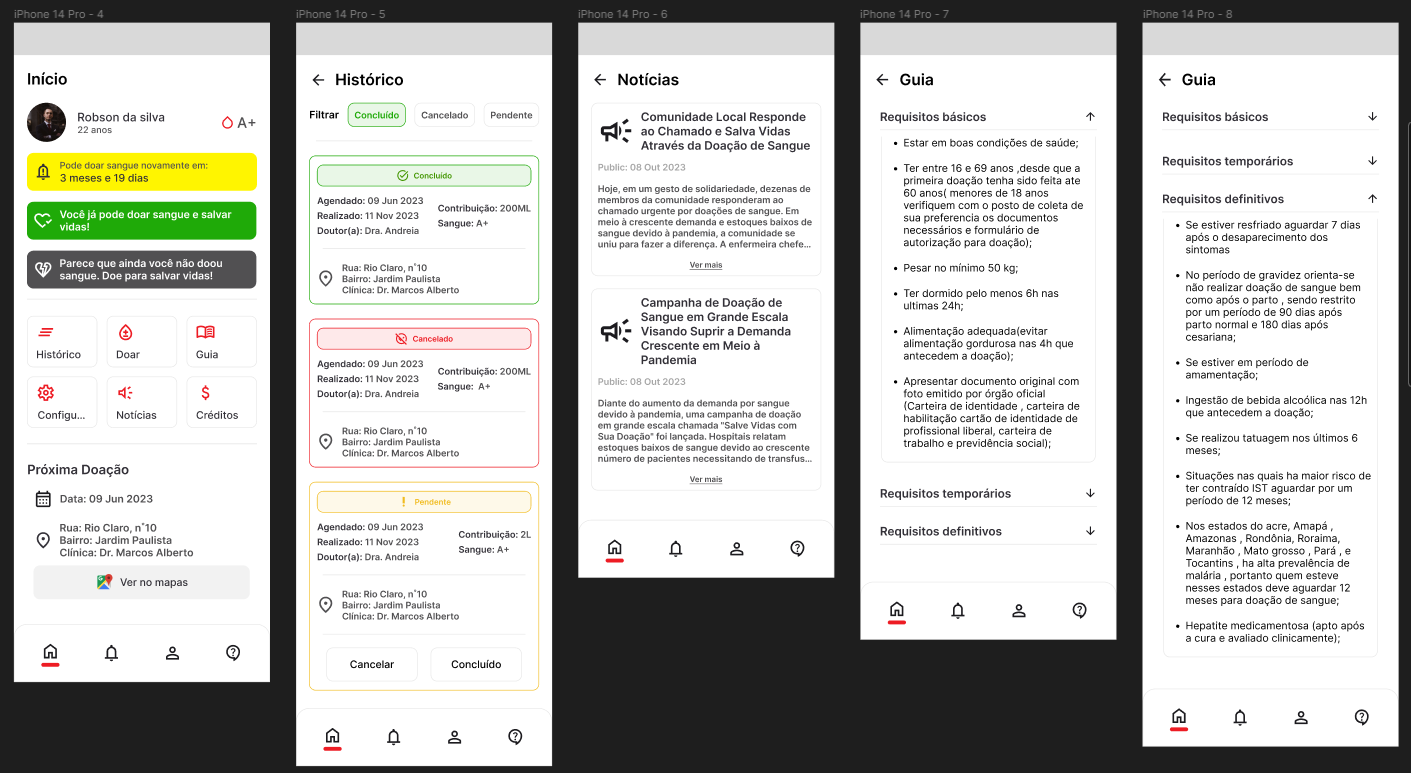 iPhone 14 Pro - 4
Início
Robson da silva
22 anos
A+
Pode doar sangue novamente em:
3 meses e 19 dias
Você já pode doar sangue e salvar
vidas!
Parece que ainda você não doou
sangue. Doe para salvar vidas!
Histórico
Doar
Guia
Configu...
Notícias
Créditos
Próxima Doação
Data: 09 Jun 2023
Rua: Rio Claro, n°10
Bairro: Jardim Paulista
Clínica: Dr. Marcos Alberto
Ver no mapas
iPhone 14 Pro - 5
Histórico
Filtrar
Concluído
Cancelado
Pendente
Concluído
Agendado: 09 Jun 2023
Realizado: 11 Nov 2023
Doutor(a): Dra. Andreia
Contribuição: 200ML
Sangue: A+
Rua: Rio Claro, n°10
Bairro: Jardim Paulista
Clínica: Dr. Marcos Alberto
Cancelado
Agendado: 09 Jun 2023
Realizado: 11 Nov 2023
Doutor(a): Dra. Andreia
Contribuição: 200ML
Sangue: A+
Rua: Rio Claro, n°10
Bairro: Jardim Paulista
Clínica: Dr. Marcos Alberto
Pendente
Agendado: 09 Jun 2023
Realizado: 11 Nov 2023
Doutor(a): Dra. Andreia
Contribuição: 2L
Sangue: A+
Rua: Rio Claro, n°10
Bairro: Jardim Paulista
Clínica: Dr. Marcos Alberto
Cancelar
Concluído
iPhone 14 Pro - 6
Notícias
Comunidade Local Responde
ao Chamado e Salva Vidas
Através da Doação de Sangue
Public: 08 Out 2023
Hoje, em um gesto de solidariedade, dezenas de
membros da comunidade responderam ao
chamado urgente por doações de sangue. Em
meio à crescente demanda e estoques baixos de
sangue devido à pandemia, a comunidade se
uniu para fazer a diferença. A enfermeira chefe...
Ver mais
Campanha de Doação de
Sangue em Grande Escala
Visando Suprir a Demanda
Crescente em Meio à
Pandemia
Public: 08 Out 2023
Diante do aumento da demanda por sangue
devido à pandemia, uma campanha de doação
em grande escala chamada "Salve Vidas com
Sua Doação" foi lançada. Hospitais relatam
estoques baixos de sangue devido ao crescente
número de pacientes necessitando de transfus...
Ver mais
iPhone 14 Pro - 7
Guia
Requisitos básicos
• Estar em boas condições de saúde;
• Ter entre 16 e 69 anos ,desde que a
primeira doação tenha sido feita ate
60 anos( menores de 18 anos
verifiquem com o posto de coleta de
sua preferencia os documentos
necessários e formulário de
autorização para doação);
• Pesar no mínimo 50 kg;
• Ter dormido pelo menos 6h nas
ultimas 24h;
• Alimentação adequada(evitar
alimentação gordurosa nas 4h que
antecedem a doação);
• Apresentar documento original com
foto emitido por órgão oficial
(Carteira de identidade , carteira de
habilitação cartão de identidade de
profissional liberal, carteira de
trabalho e previdência social);
Requisitos temporários
Requisitos definitivos
iPhone 14 Pro - 8
Guia
Requisitos básicos
Requisitos temporários
Requisitos definitivos
• Se estiver resfriado aguardar 7 dias
após o desaparecimento dos
sintomas
• No período de gravidez orienta-se
não realizar doação de sangue bem
como após o parto , sendo restrito
por um período de 90 dias após
parto normal e 180 dias após
cesariana;
• Se estiver em período de
amamentação;
• Ingestão de bebida alcoólica nas 12h
que antecedem a doação;
• Se realizou tatuagem nos últimos 6
meses;
• Situações nas quais ha maior risco de
ter contraído IST aguardar por um
período de 12 meses;
• Nos estados do acre, Amapá ,
Amazonas , Rondônia, Roraima,
Maranhão , Mato grosso , Pará , e
Tocantins , ha alta prevalência de
malária , portanto quem esteve
nesses estados deve aguardar 12
meses para doação de sangue;
• Hepatite medicamentosa (apto após
a cura e avaliado clinicamente);